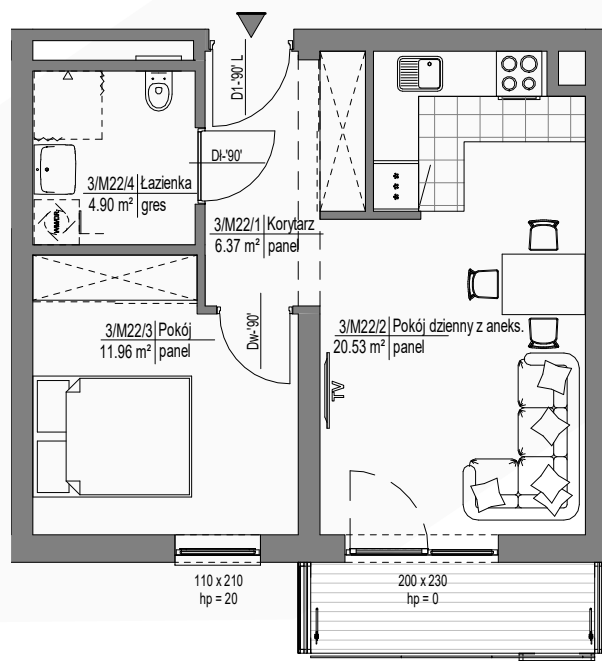 D1-'90' L
Dł-'90'
3/M22/4 Łazienka
4.90 m² gres
3/M22/1 Korytarz
6.37 m² panel
Dw-'90'
3/M22/3 Pokój
11.96 m² panel
3/M22/2 Pokój dzienny z aneks.
20.53 m² panel
TV
110 x 210
hp = 20
200 x 230
hp = 0